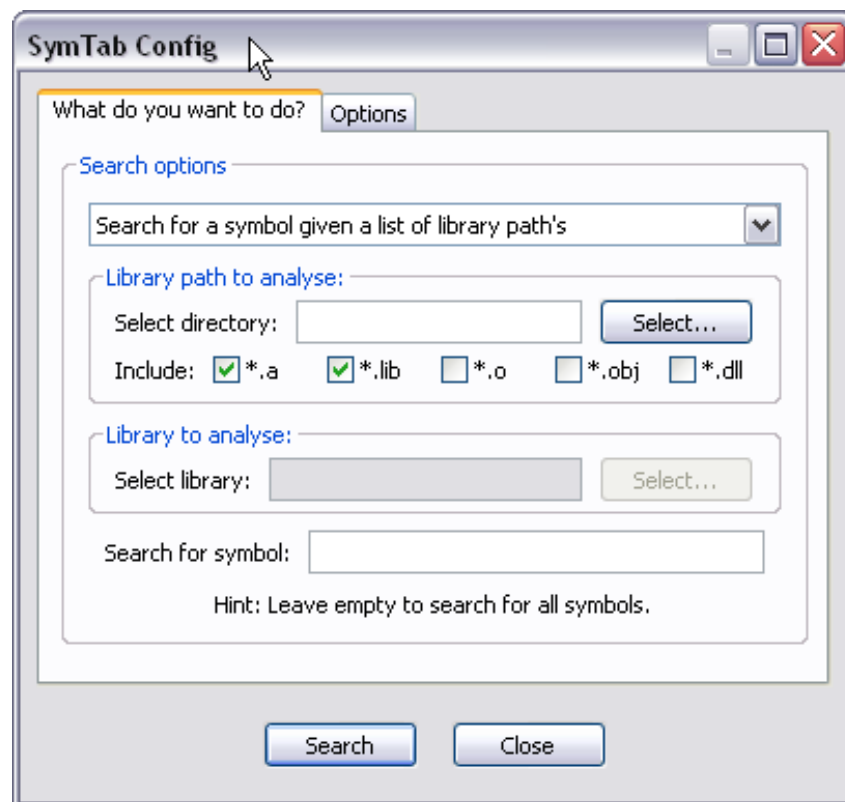 SymTab Config
What do you want to do? Options
Search options
Search for a symbol given a list of library path's
Library path to analyse:
Select directory: Select...
Include: *.a *.lib *.o *.obj *.dll
Library to analyse:
Select library: Select...
Search for symbol:
Hint: Leave empty to search for all symbols.
Search Close